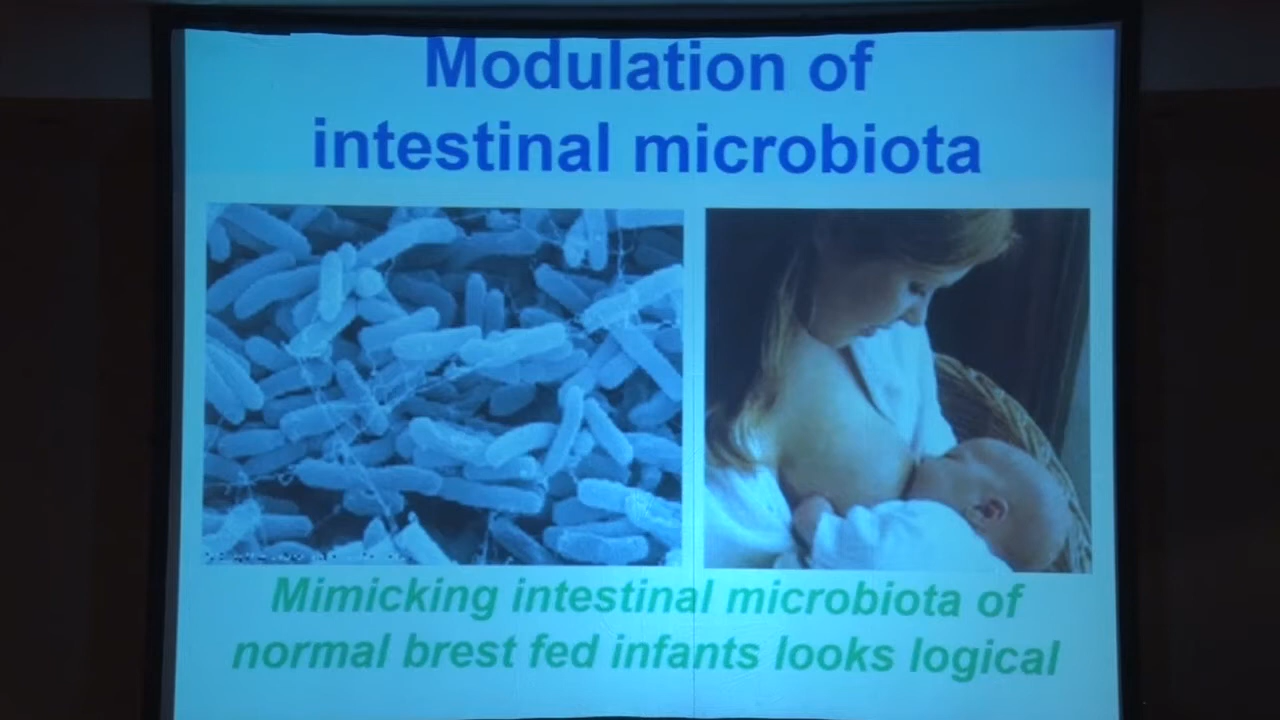 Modulation of
intestinal microbiota
Mimicking intestinal microbiota of
normal brest fed infants looks logical